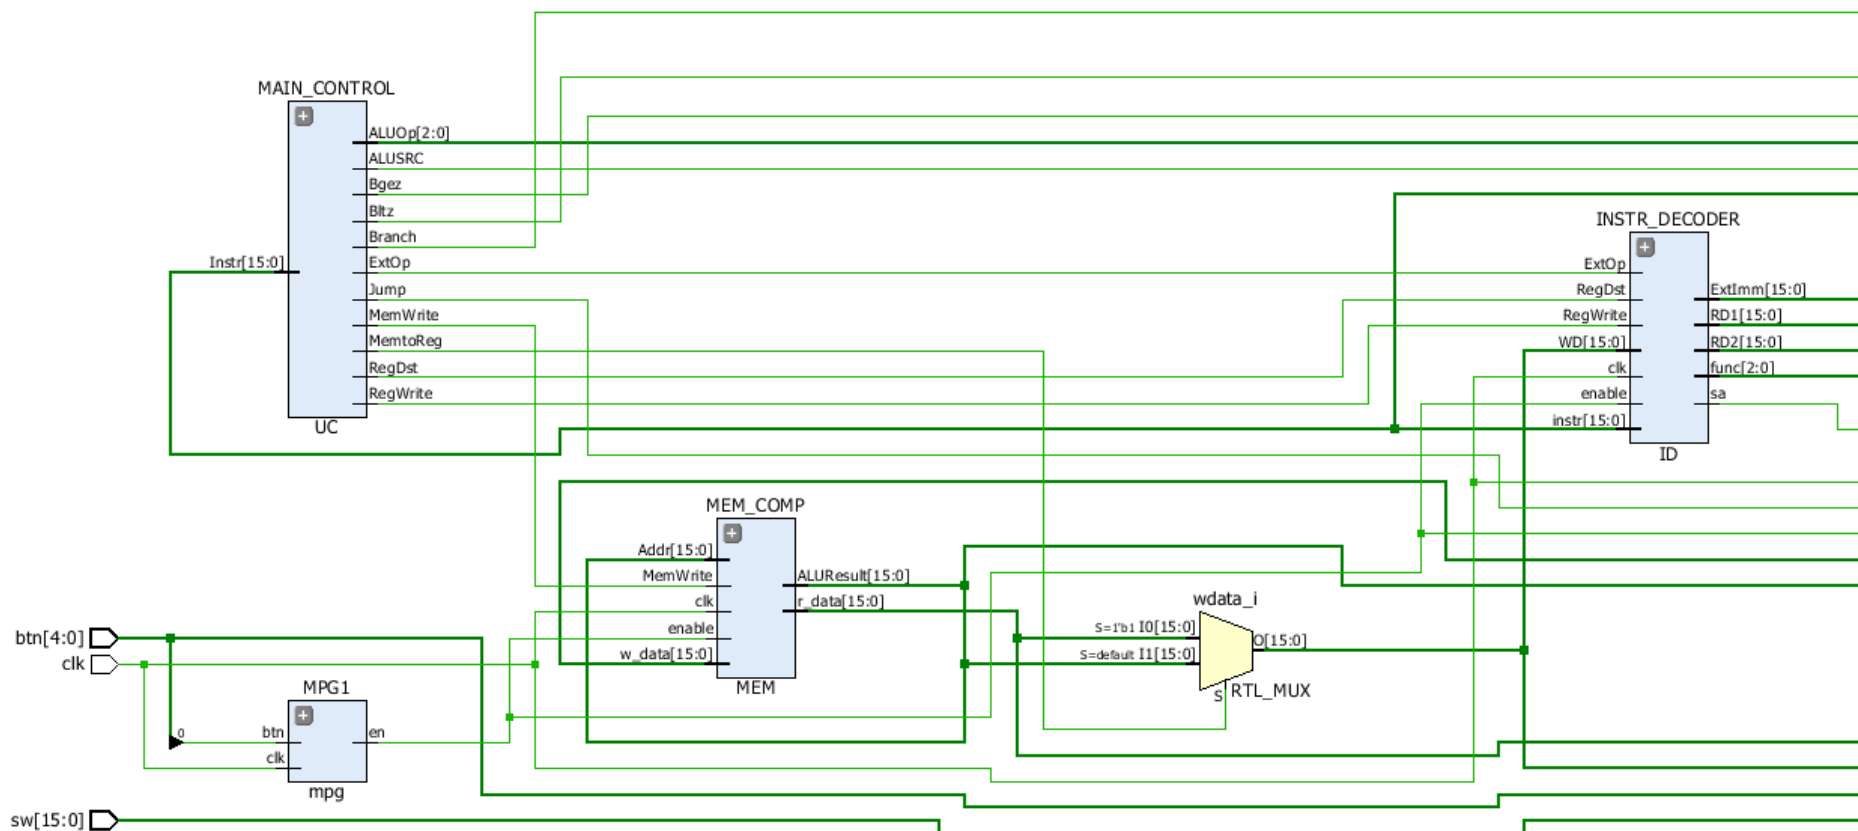 MAIN_CONTROL
ALUOp[2:0]
ALUSRC
Bgez
Bltz
Branch
Instr[15:0]
ExtOp
Jump
MemWrite
MemtoReg
RegDst
RegWrite
UC
INSTR_DECODER
ExtOp
RegDst
RegWrite
WD[15:0]
clk
enable
instr[15:0]
ExtImm[15:0]
RD1[15:0]
RD2[15:0]
func[2:0]
sa
ID
MEM_COMP
Addr[15:0]
MemWrite
clk
enable
w_data[15:0]
ALUResult[15:0]
r_data[15:0]
MEM
wdata_i
S=1'b1 I0[15:0]
S=default I1[15:0]
O[15:0]
S
RTL_MUX
btn[4:0]
clk
MPG1
0
btn
clk
en
mpg
sw[15:0]